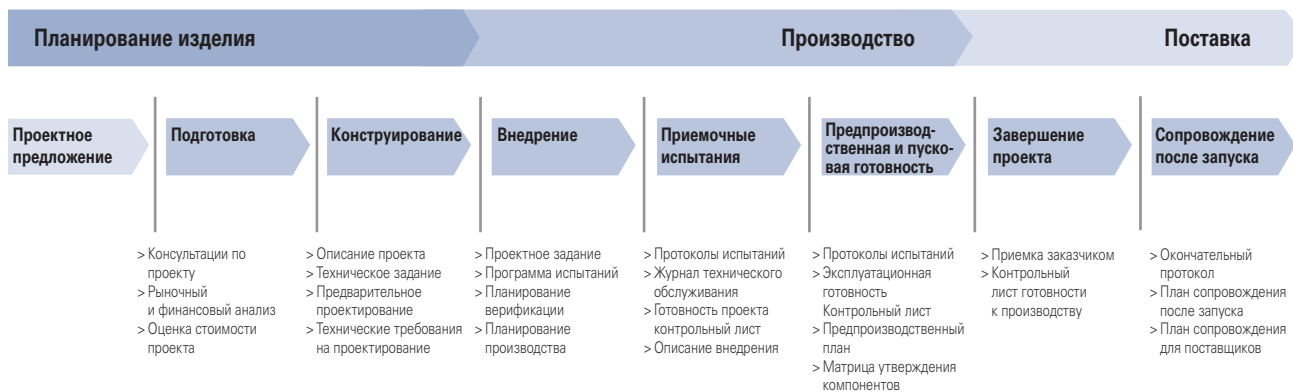 Планирование изделия
Производство
Поставка
Проектное
предложение
Подготовка
Конструирование
Внедрение
Приемочные
испытания
Предпроизвод-
ственная и пуско-
вая готовность
Завершение
проекта
Сопровождение
после запуска
> Консультации по
проекту
> Рыночный
и финансовый анализ
> Оценка стоимости
проекта
> Описание проекта
> Техническое задание
> Предварительное
проектирование
> Технические требования
на проектирование
> Проектное задание
> Программа испытаний
> Планирование
верификации
> Планирование
производства
> Протоколы испытаний
> Журнал технического
обслуживания
> Готовность проекта
контрольный лист
> Описание внедрения
> Протоколы испытаний
> Эксплуатационная
готовность
Контрольный лист
> Предпроизводственный
план
> Матрица утверждения
компонентов
> Приемка заказчиком
> Контрольный
лист готовности
к производству
> Окончательный
протокол
> План сопровождения
после запуска
> План сопровождения
для поставщиков